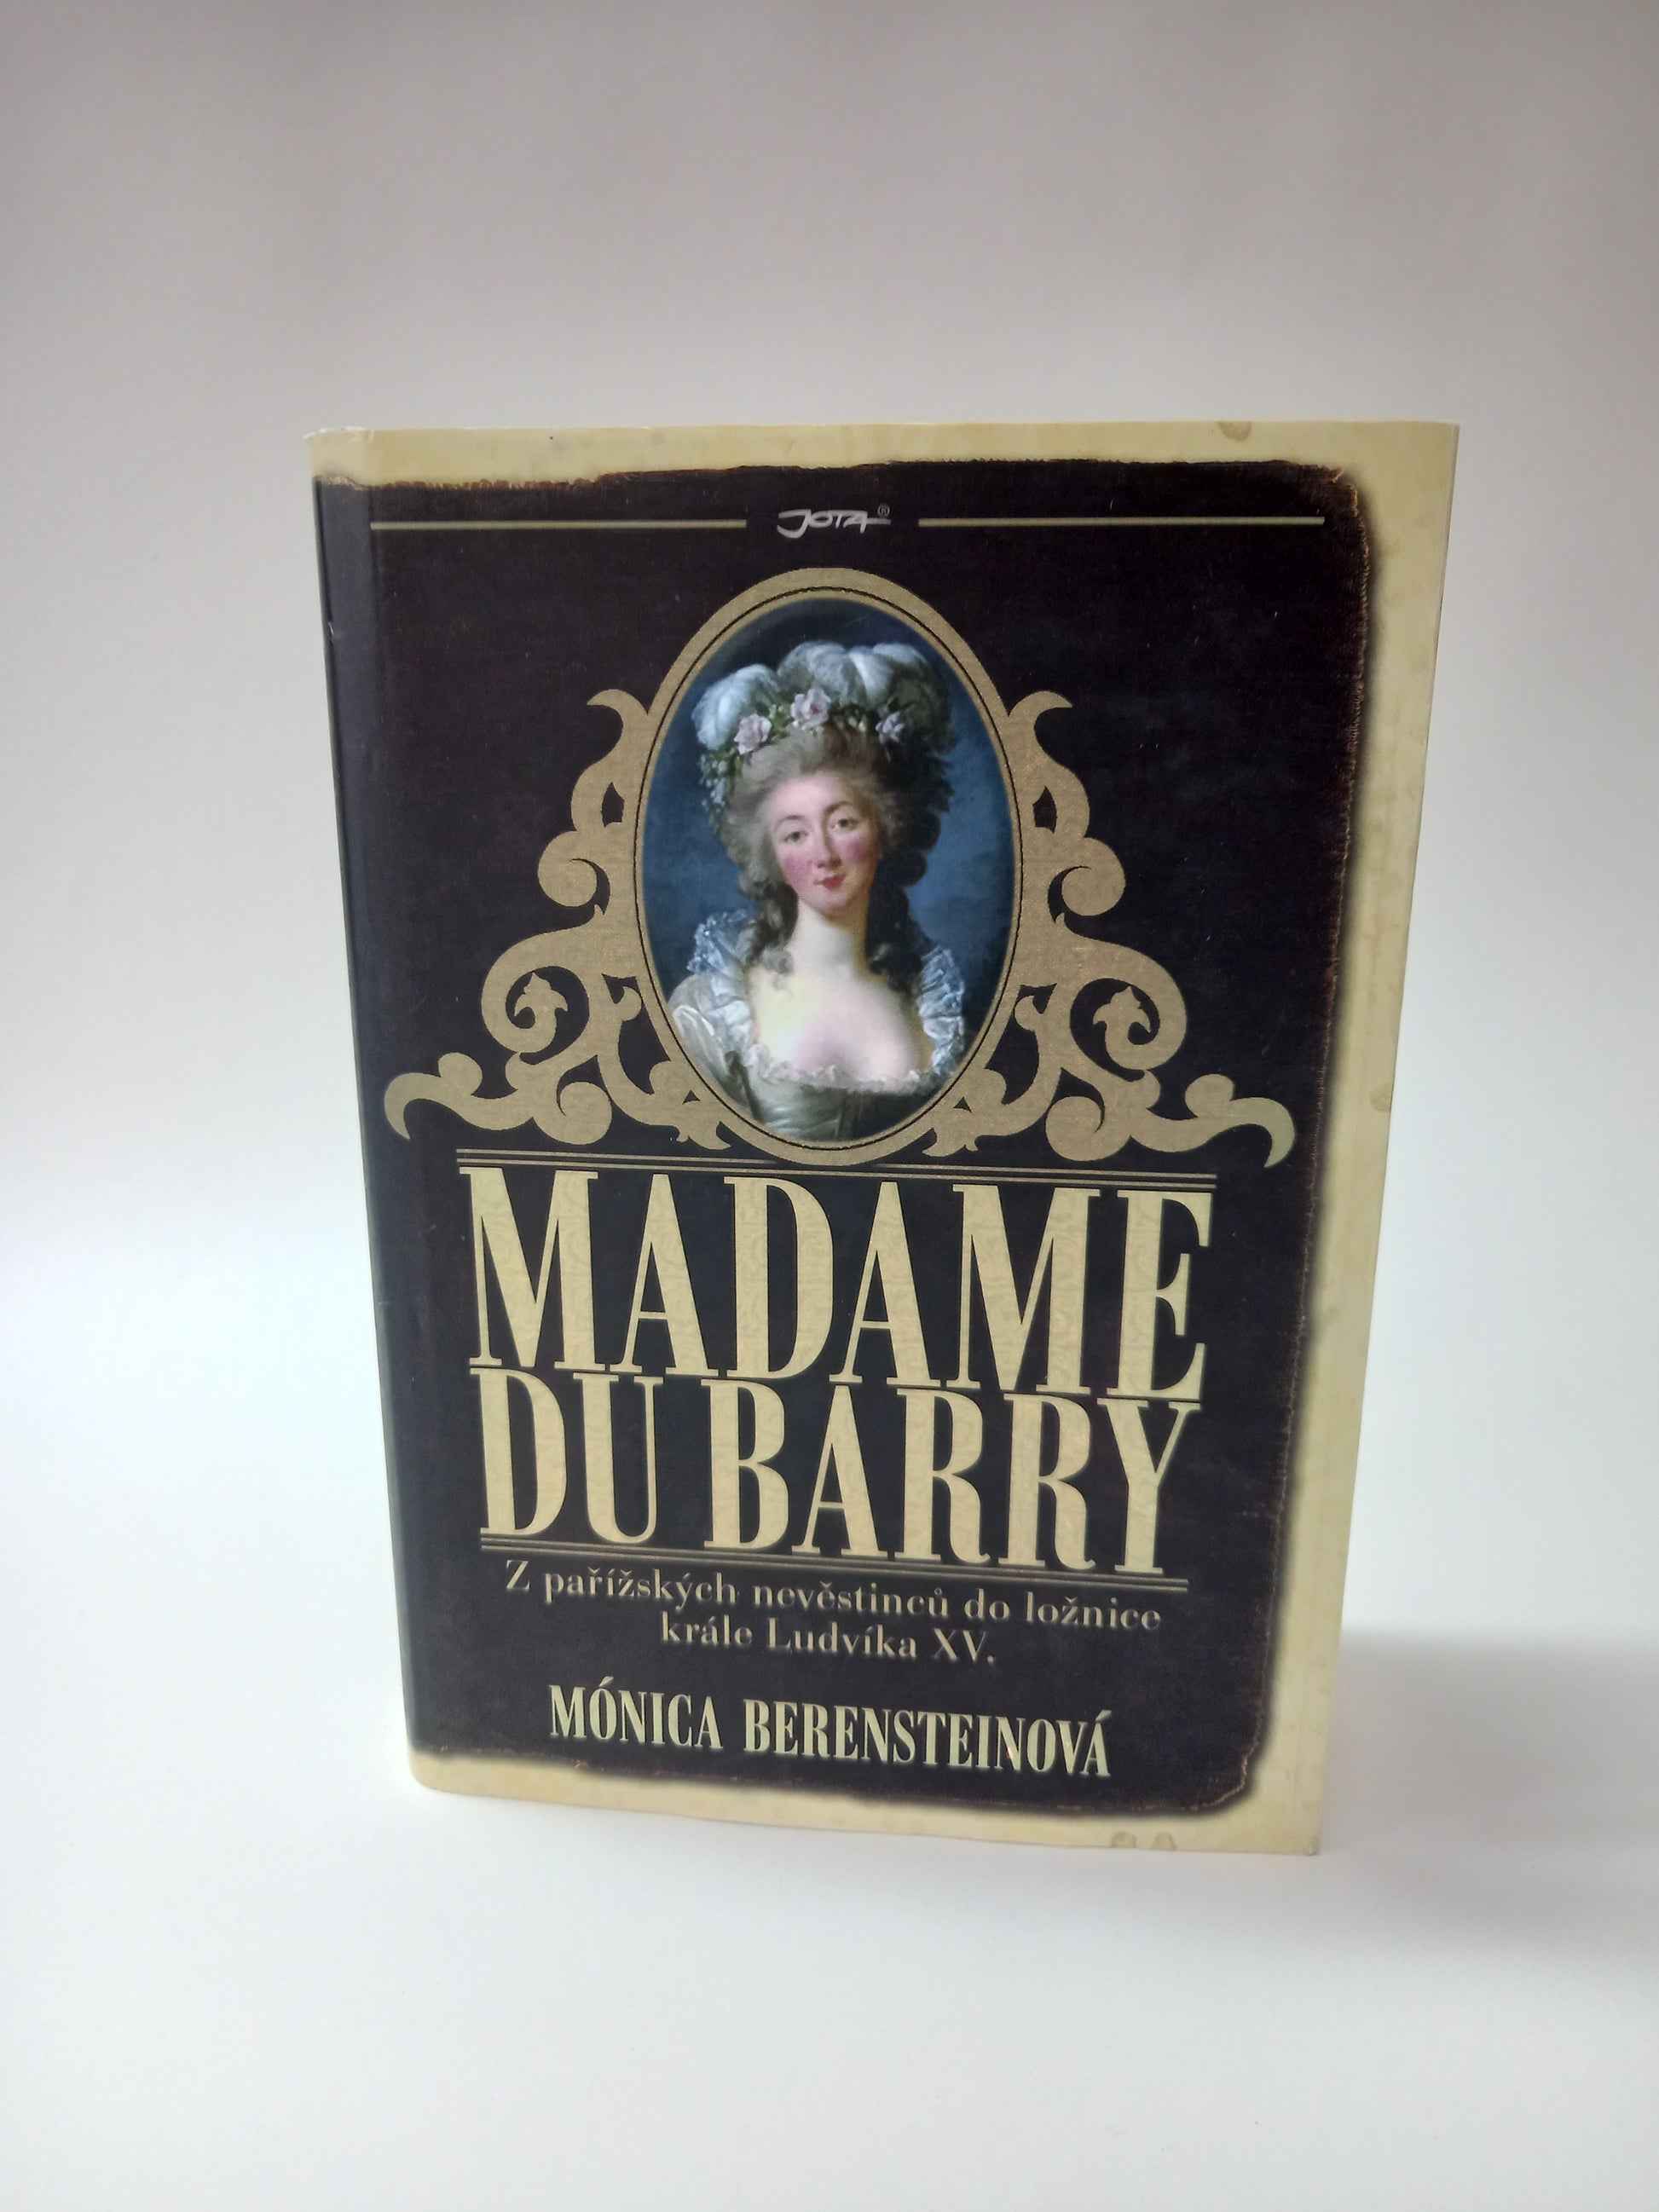 JOTA®
MADAME
DU BARRY
Z pařížských nevěstinců do ložnice
krále Ludvíka XV.
MÓNICA BERENSTEINOVÁ